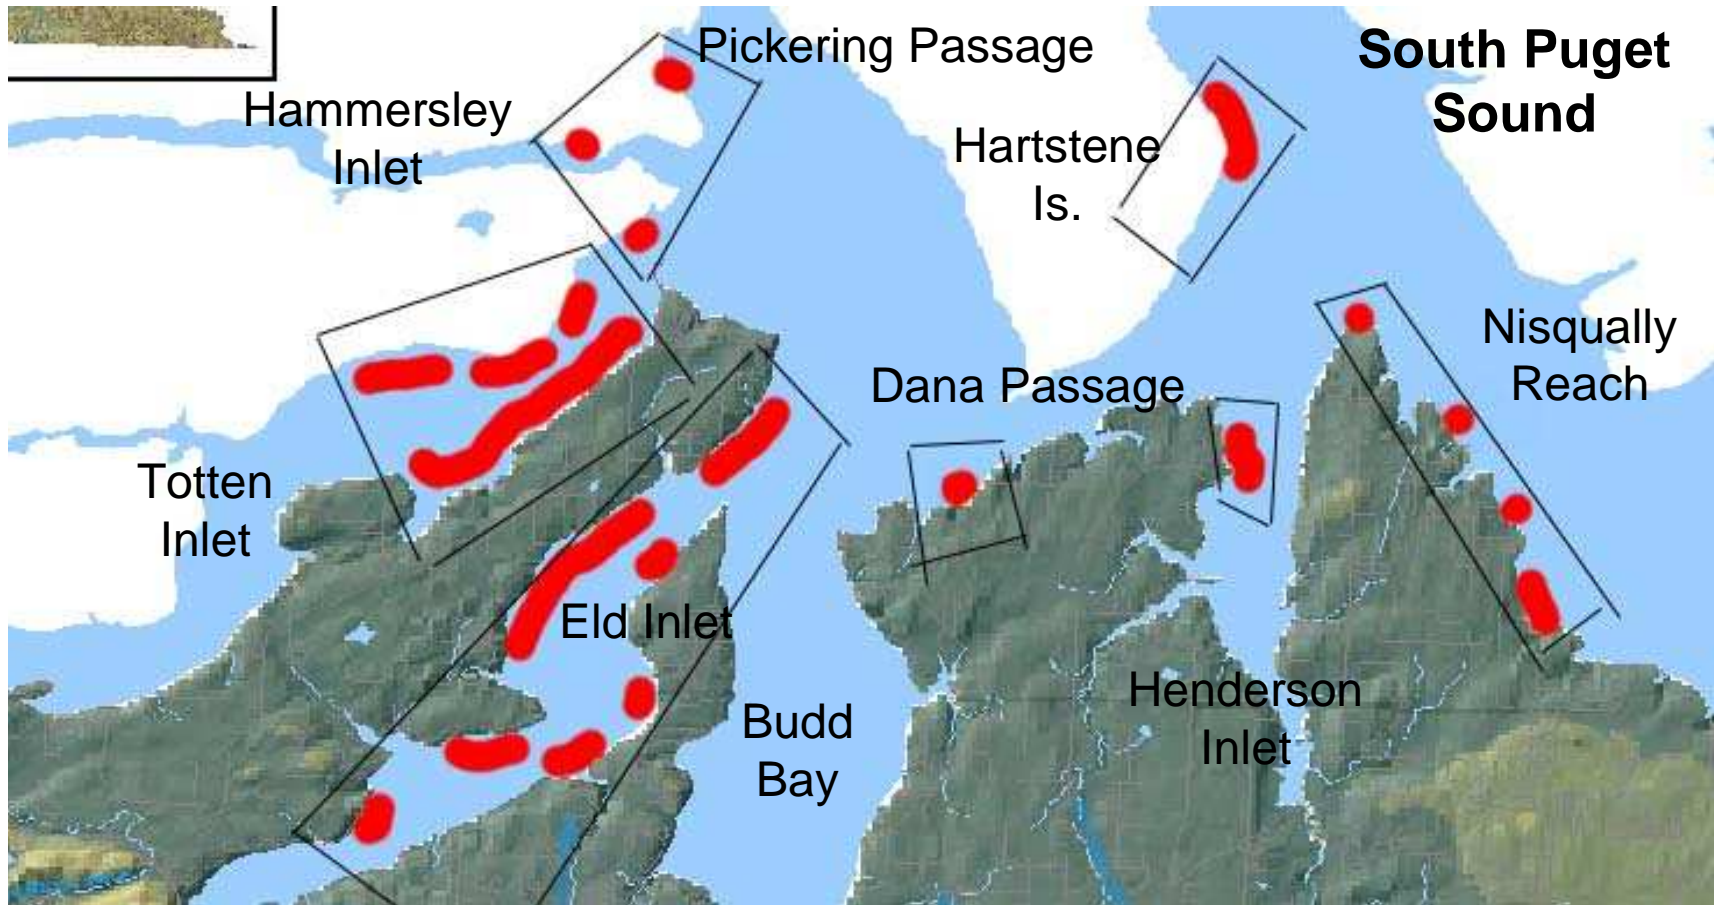 Pickering Passage
South Puget
Sound
Hammersley
Inlet
Hartstene
Is.
Nisqually
Reach
Dana Passage
Totten
Inlet
Eld Inlet
Budd
Bay
Henderson
Inlet